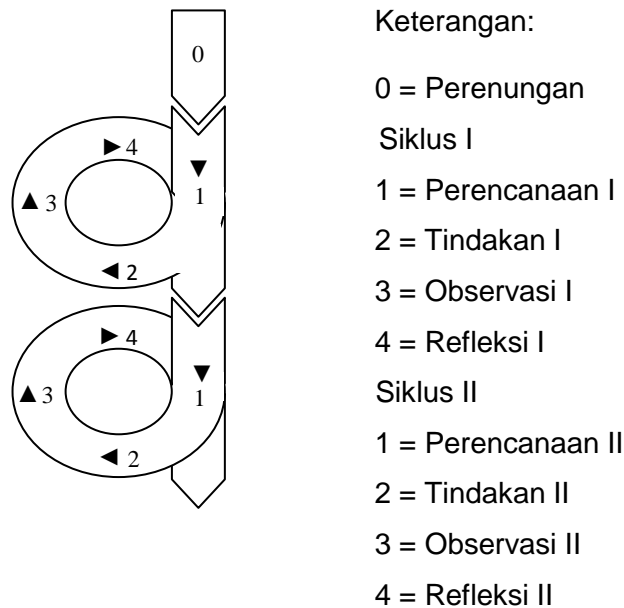 0
▶ 4
▼
1
▲ 3
◀ 2
▶ 4
▼
1
▲ 3
◀ 2
Keterangan:
0 = Perenungan
Siklus I
1 = Perencanaan I
2 = Tindakan I
3 = Observasi I
4 = Refleksi I
Siklus II
1 = Perencanaan II
2 = Tindakan II
3 = Observasi II
4 = Refleksi II